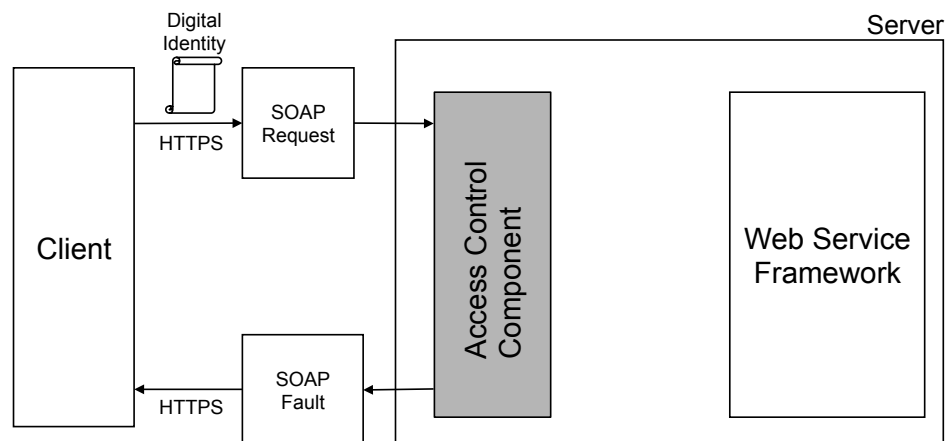 Digital
Identity
Server
SOAP
Request
HTTPS
Client
Access Control
Component
Web Service
Framework
SOAP
Fault
HTTPS